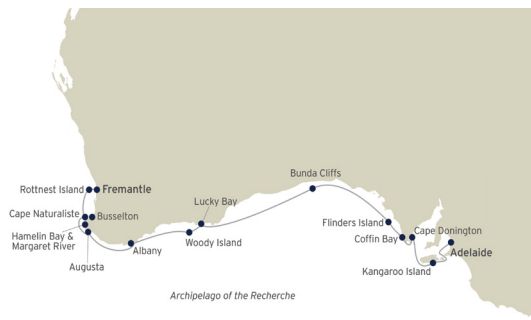 Bunda Cliffs
Rottnest Island
Fremantle
Lucky Bay
Cape Naturaliste
Busselton
Flinders Island
Cape Donington
Hamelin Bay &
Margaret River
Coffin Bay
Woody Island
Albany
Adelaide
Augusta
Kangaroo Island
Archipelago of the Recherche